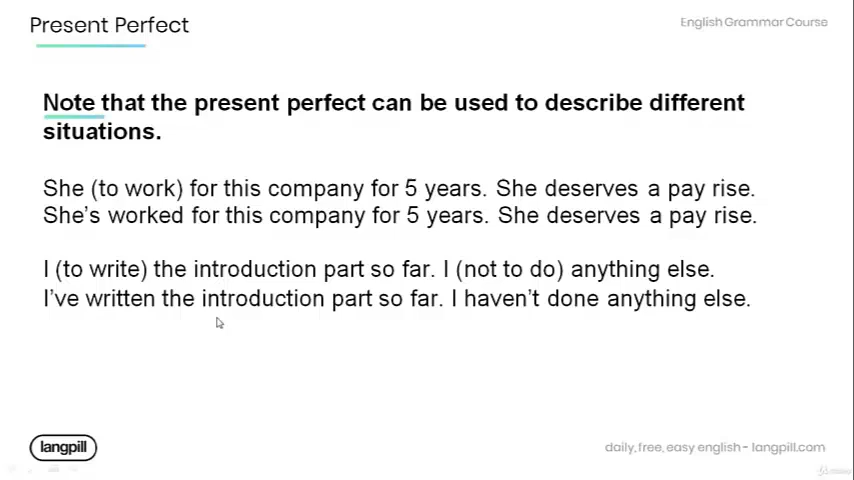 Present Perfect
English Grammar Course
Note that the present perfect can be used to describe different
situations.
She (to work) for this company for 5 years. She deserves a pay rise.
She’s worked for this company for 5 years. She deserves a pay rise.
I (to write) the introduction part so far. I (not to do) anything else.
I’ve written the introduction part so far. I haven’t done anything else.
langpill
daily, free, easy english - langpill.com